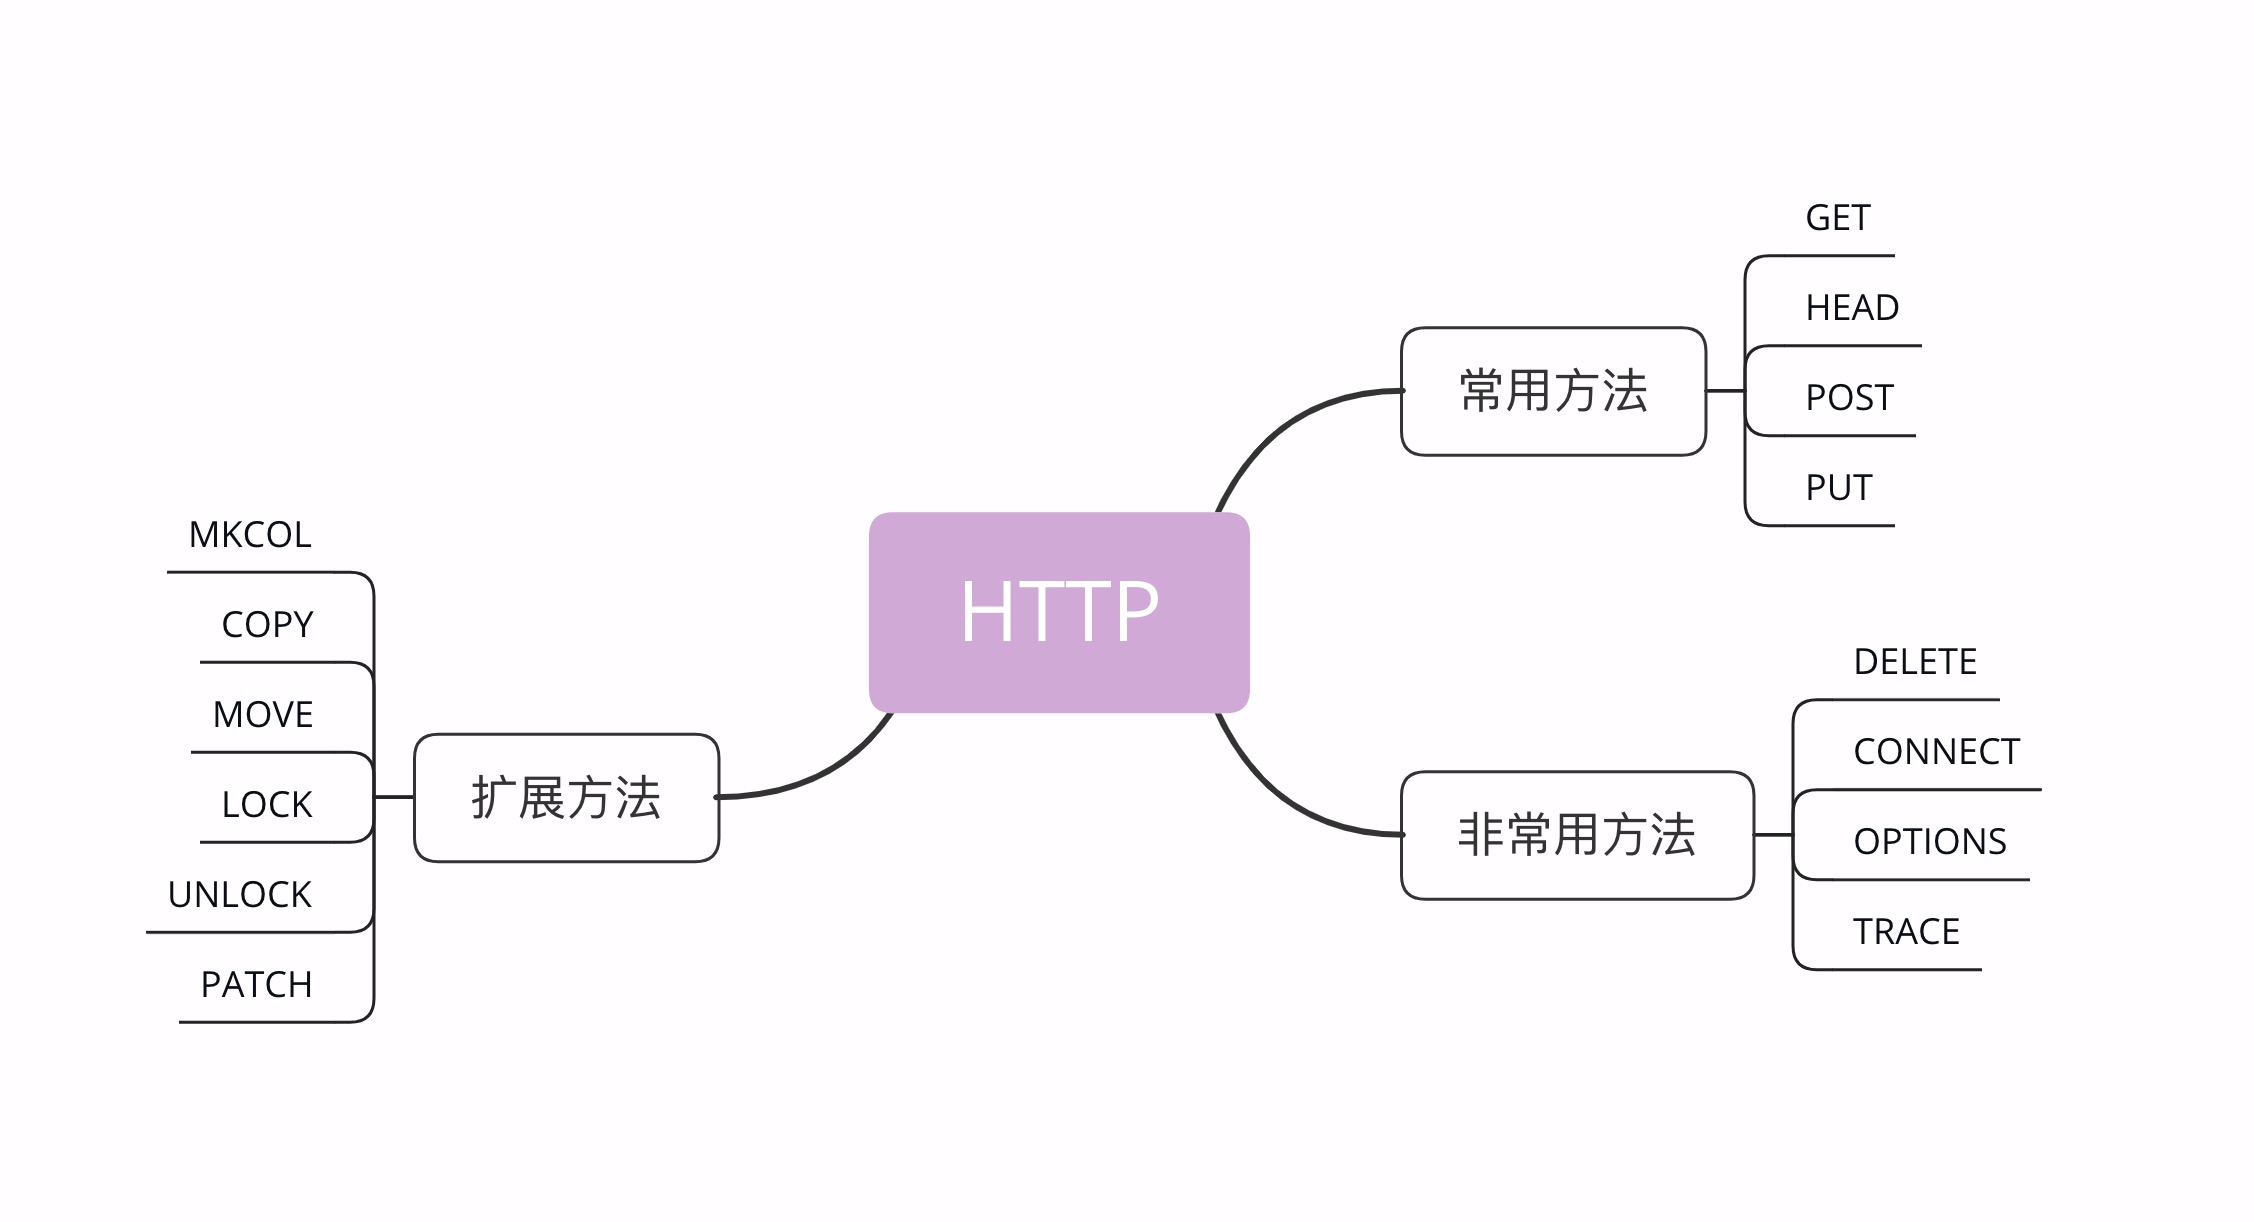 HTTP
常用方法
GET
HEAD
POST
PUT
非常用方法
DELETE
CONNECT
OPTIONS
TRACE
扩展方法
MKCOL
COPY
MOVE
LOCK
UNLOCK
PATCH